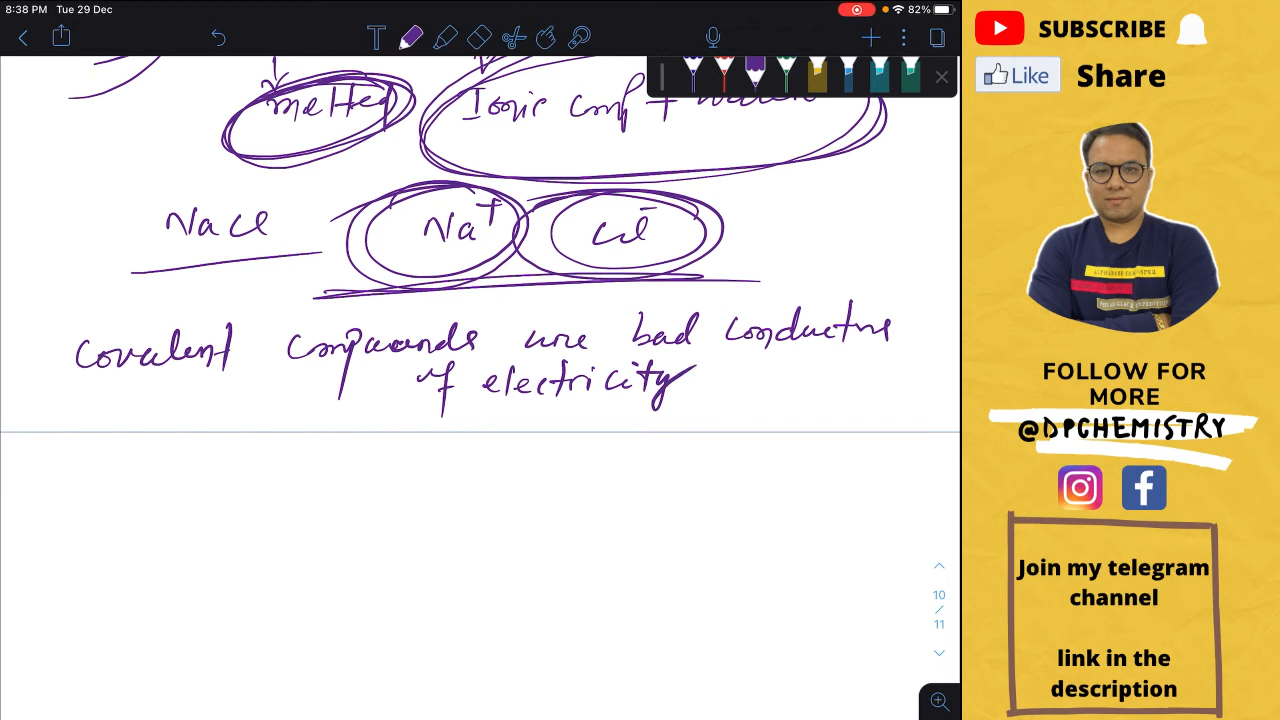 8:38 PM Tue 29 Dec
82%
melted
Ionic comp +
NaCl
Na+
Cl-
covalent compounds are bad conductors
of electricity
10
/
11
SUBSCRIBE
Like
Share
FOLLOW FOR
MORE
@DPCHEMISTRY
Join my telegram
channel
link in the
description